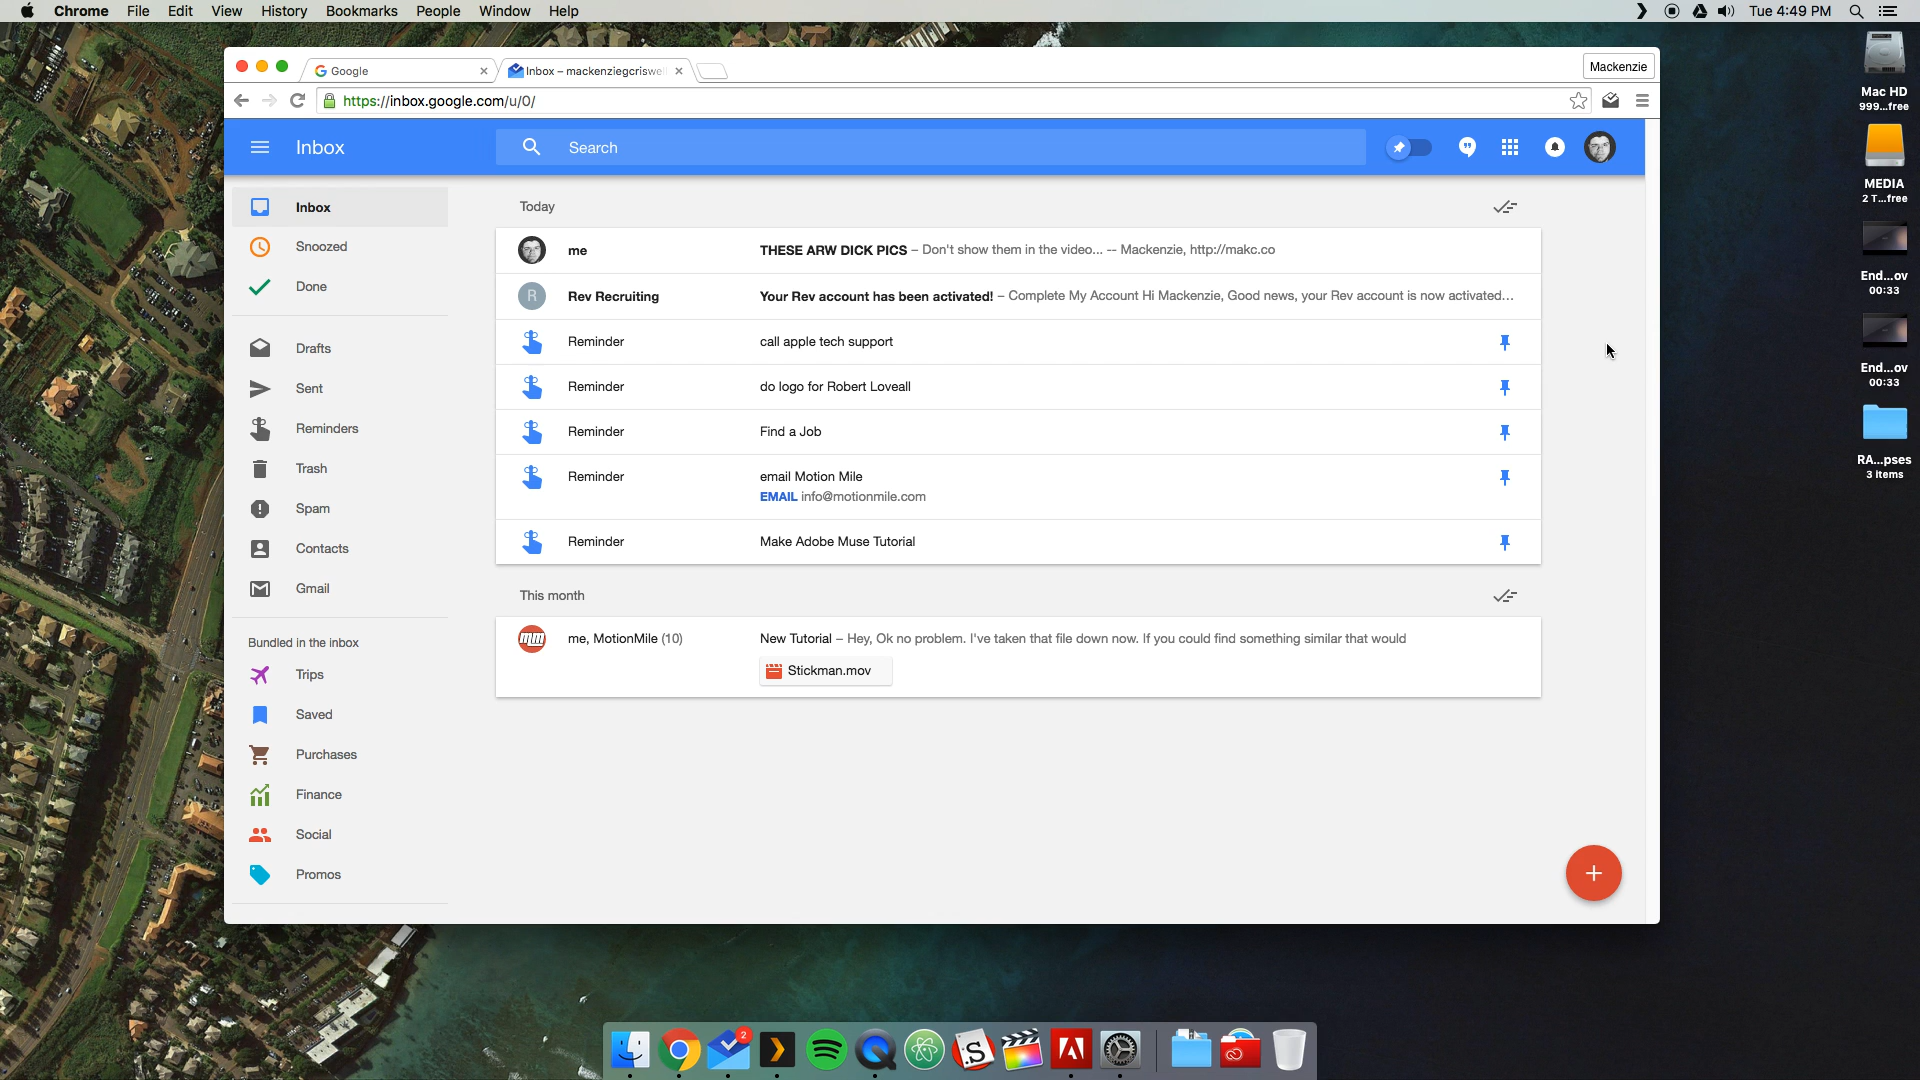 Chrome File Edit View History Bookmarks People Window Help
Tue 4:49 PM
Google
Inbox – mackenziegcriswel
Mackenzie
https://inbox.google.com/u/0/
Inbox
Search
Inbox
Snoozed
Done
Drafts
Sent
Reminders
Trash
Spam
Contacts
Gmail
Bundled in the inbox
Trips
Saved
Purchases
Finance
Social
Promos
Today
me THESE ARW DICK PICS – Don't show them in the video... -- Mackenzie, http://makc.co
R Rev Recruiting Your Rev account has been activated! – Complete My Account Hi Mackenzie, Good news, your Rev account is now activated...
Reminder call apple tech support
Reminder do logo for Robert Loveall
Reminder Find a Job
Reminder email Motion Mile
EMAIL info@motionmile.com
Reminder Make Adobe Muse Tutorial
This month
mm me, MotionMile (10) New Tutorial – Hey, Ok no problem. I've taken that file down now. If you could find something similar that would
Stickman.mov
Mac HD
999...free
MEDIA
2 T...free
End...ov
00:33
End...ov
00:33
RA...pses
3 items
2
S